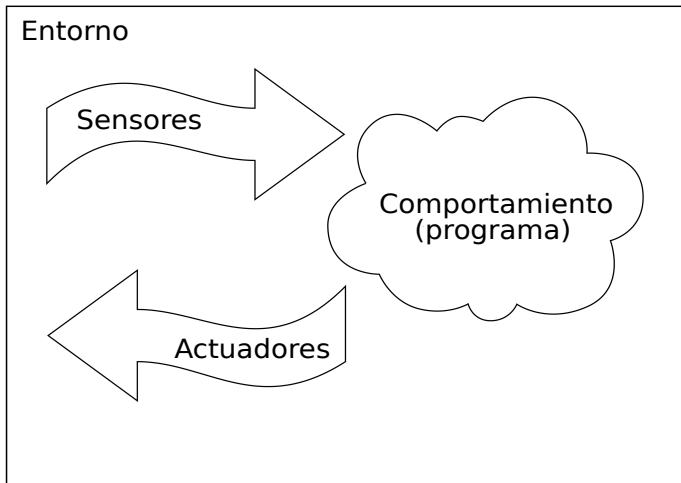 Entorno
Sensores
Comportamiento
(programa)
Actuadores